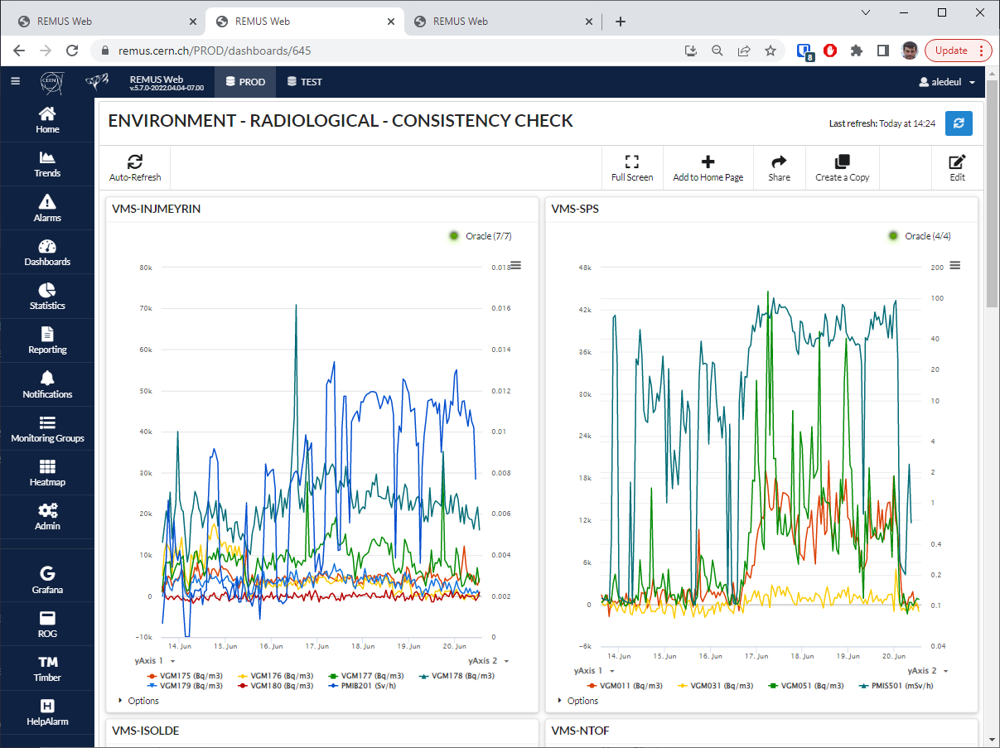 REMUS Web
REMUS Web
REMUS Web
remus.cern.ch/PROD/dashboards/645
8
Update
CERN
REMUS Web
v.5.7.0-2022.04.04-07.00
PROD
TEST
aledeul
Home
Trends
Alarms
Dashboards
Statistics
Reporting
Notifications
Monitoring Groups
Heatmap
Admin
G
Grafana
ROG
TM
Timber
H
HelpAlarm
ENVIRONMENT - RADIOLOGICAL - CONSISTENCY CHECK
Last refresh: Today at 14:24
Auto-Refresh
Full Screen
Add to Home Page
Share
Create a Copy
Edit
VMS-INJMEYRIN
Oracle (7/7)
80k
70k
60k
50k
40k
30k
20k
10k
0
−10k
0.018
0.016
0.014
0.012
0.01
0.008
0.006
0.004
0.002
0
14. Jun 15. Jun 16. Jun 17. Jun 18. Jun 19. Jun 20. Jun
yAxis 1
yAxis 2
VGM175 (Bq/m3) VGM176 (Bq/m3) VGM177 (Bq/m3) VGM178 (Bq/m3)
VGM179 (Bq/m3) VGM180 (Bq/m3) PMIB201 (Sv/h)
Options
VMS-SPS
Oracle (4/4)
48k
42k
36k
30k
24k
18k
12k
6k
0
−6k
200
100
40
20
10
4
2
1
0.4
0.2
0.1
0.04
14. Jun 15. Jun 16. Jun 17. Jun 18. Jun 19. Jun 20. Jun
yAxis 1
yAxis 2
VGM011 (Bq/m3) VGM031 (Bq/m3) VGM051 (Bq/m3) PMIS501 (mSv/h)
Options
VMS-ISOLDE
VMS-NTOF